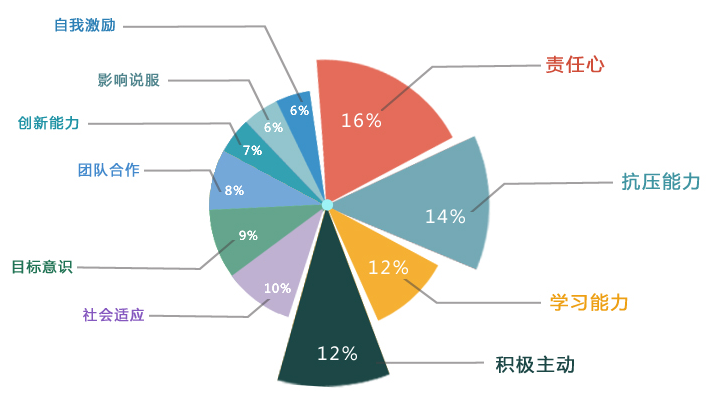 自我激励
影响说服
创新能力
团队合作
目标意识
社会适应
责任心
抗压能力
学习能力
积极主动
6%
6%
7%
8%
9%
10%
16%
14%
12%
12%